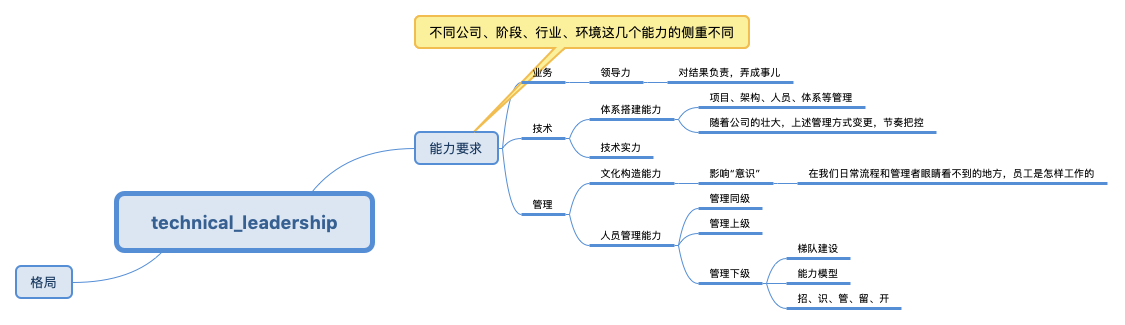 不同公司、阶段、行业、环境这几个能力的侧重不同
业务
领导力
对结果负责，弄成事儿
技术
体系搭建能力
项目、架构、人员、体系等管理
随着公司的壮大，上述管理方式变更，节奏把控
技术实力
能力要求
管理
文化构造能力
影响“意识”
在我们日常流程和管理者眼睛看不到的地方，员工是怎样工作的
人员管理能力
管理同级
管理上级
管理下级
梯队建设
能力模型
招、识、管、留、开
technical_leadership
格局